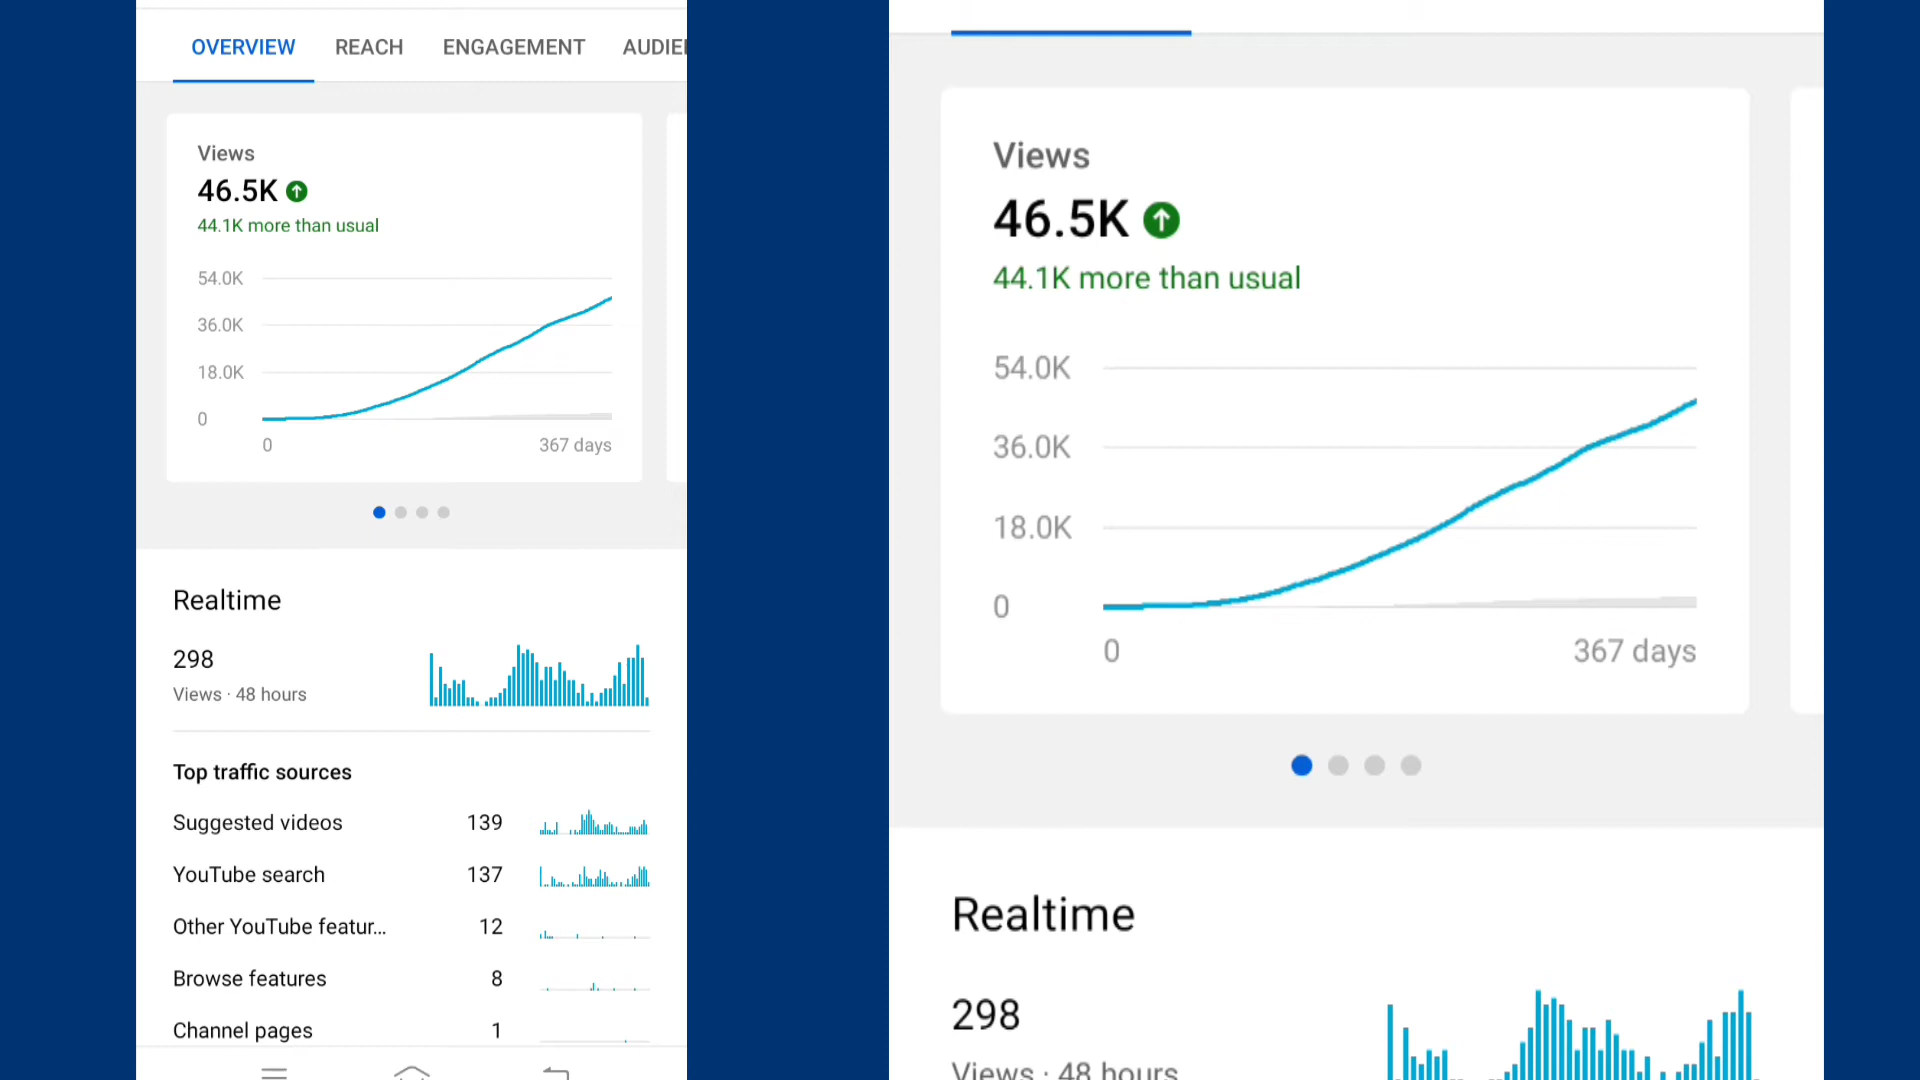 OVERVIEW REACH ENGAGEMENT AUDIEN
Views
46.5K
44.1K more than usual
54.0K
36.0K
18.0K
0
0 367 days
Realtime
298
Views · 48 hours
Top traffic sources
Suggested videos 139
YouTube search 137
Other YouTube featur... 12
Browse features 8
Channel pages 1
Views
46.5K
44.1K more than usual
54.0K
36.0K
18.0K
0
0 367 days
Realtime
298
Views · 48 hours